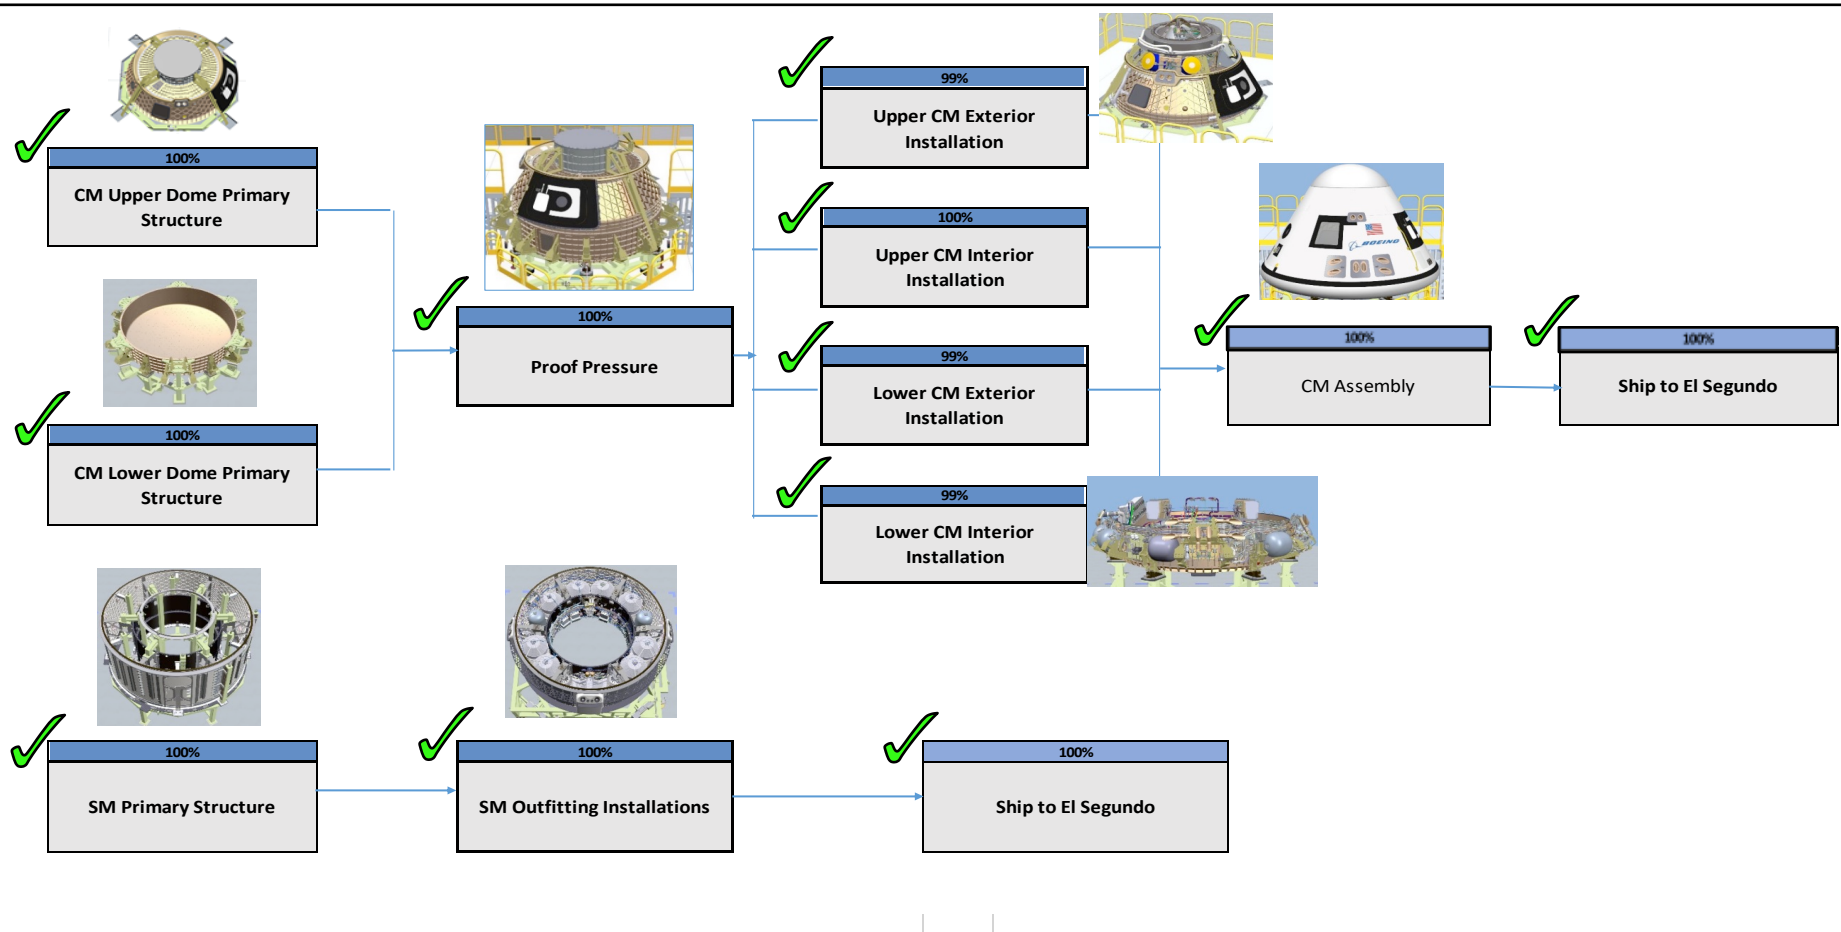 100%
CM Upper Dome Primary
Structure
100%
CM Lower Dome Primary
Structure
100%
Proof Pressure
99%
Upper CM Exterior
Installation
100%
Upper CM Interior
Installation
99%
Lower CM Exterior
Installation
99%
Lower CM Interior
Installation
BOEING
100%
CM Assembly
100%
Ship to El Segundo
100%
SM Primary Structure
100%
SM Outfitting Installations
100%
Ship to El Segundo